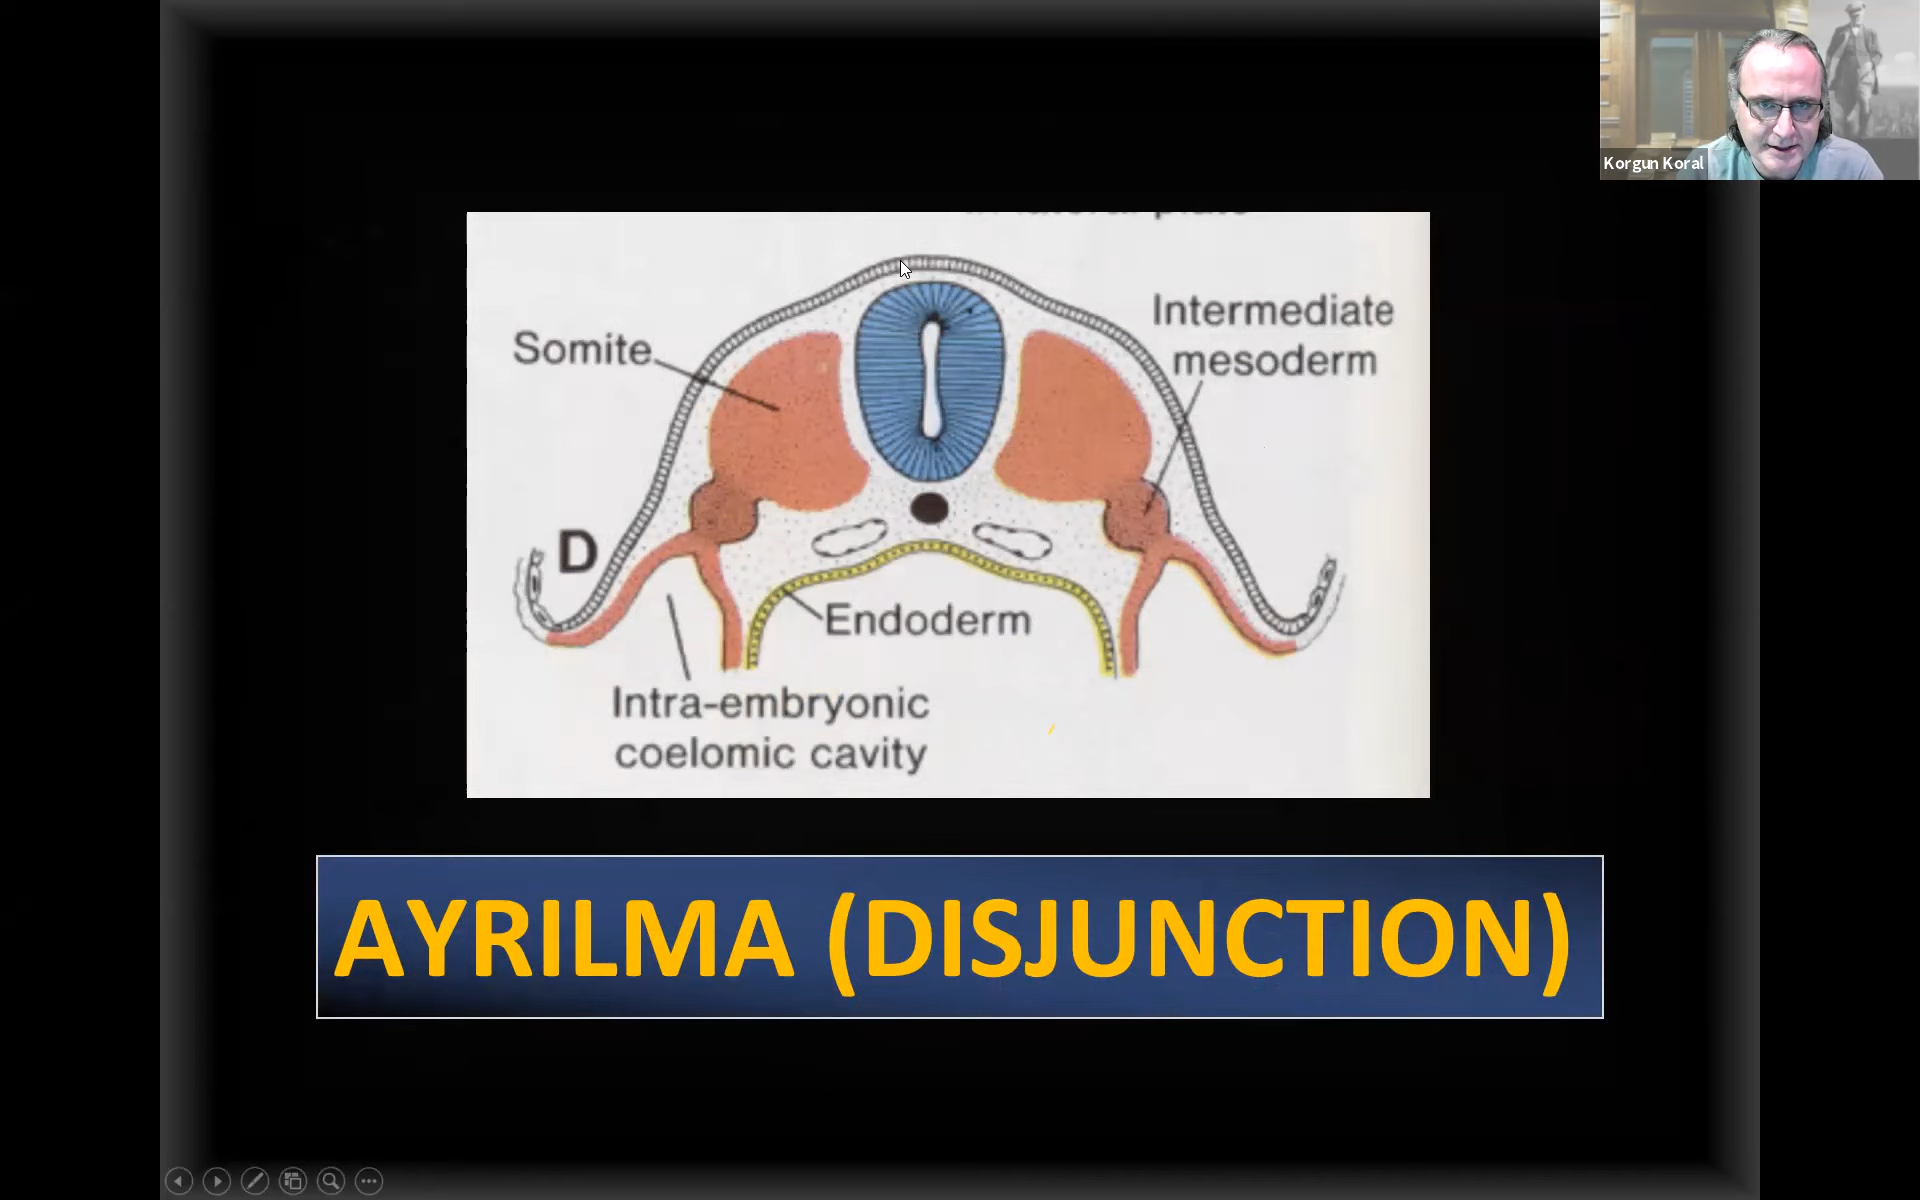 Korgun Koral
Somite
Intermediate
mesoderm
D
Endoderm
Intra-embryonic
coelomic cavity
AYRILMA (DISJUNCTION)